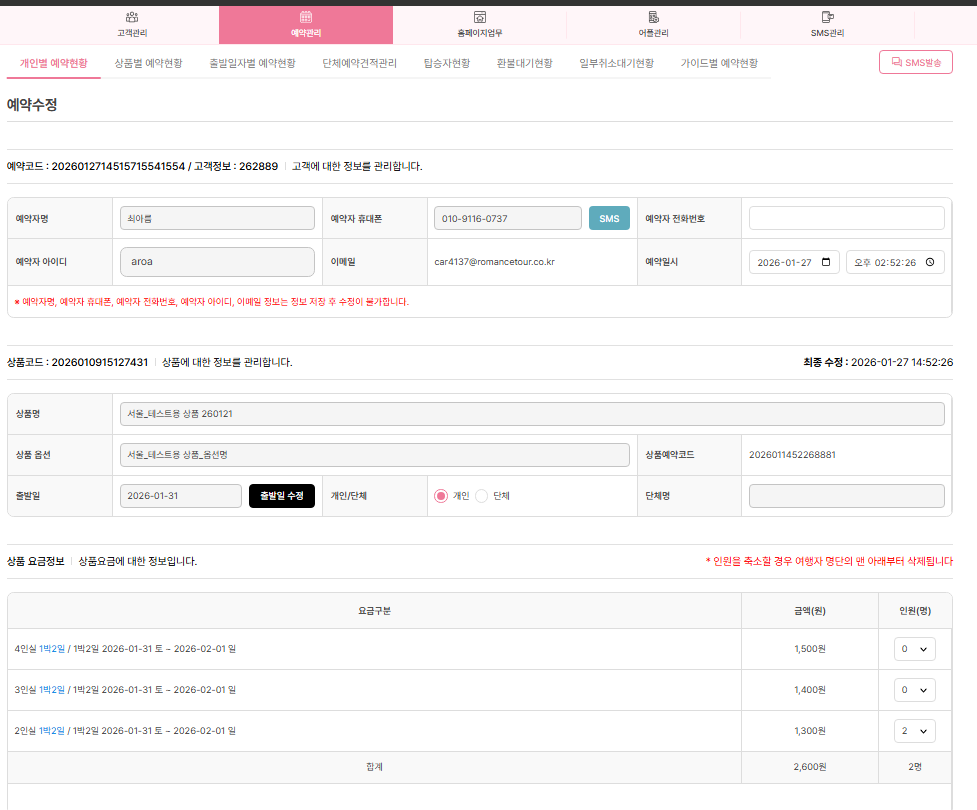 고객관리 예약관리 홈페이지업무 어플관리 SMS관리
개인별 예약현황 상품별 예약현황 출발일자별 예약현황 단체예약견적관리 탑승자현황 환불대기현황 일부취소대기현황 가이드별 예약현황 SMS발송
예약수정
예약코드 : 2026012714515715541554 / 고객정보 : 262889 고객에 대한 정보를 관리합니다.
예약자명 최아름 예약자 휴대폰 010-9116-0737 SMS 예약자 전화번호
예약자 아이디 aroa 이메일 car4137@romancetour.co.kr 예약일시 2026-01-27 오후 02:52:26
※ 예약자명, 예약자 휴대폰, 예약자 전화번호, 예약자 아이디, 이메일 정보는 정보 저장 후 수정이 불가합니다.
상품코드 : 2026010915127431 상품에 대한 정보를 관리합니다. 최종 수정 : 2026-01-27 14:52:26
상품명 서울_테스트용 상품 260121
상품 옵션 서울_테스트용 상품_옵션명 상품예약코드 2026011452268881
출발일 2026-01-31 출발일 수정 개인/단체 개인 단체 단체명
상품 요금정보 상품요금에 대한 정보입니다. * 인원을 축소할 경우 여행자 명단의 맨 아래부터 삭제됩니다
요금구분 금액(원) 인원(명)
4인실 1박2일 / 1박2일 2026-01-31 토 ~ 2026-02-01 일 1,500원 0
3인실 1박2일 / 1박2일 2026-01-31 토 ~ 2026-02-01 일 1,400원 0
2인실 1박2일 / 1박2일 2026-01-31 토 ~ 2026-02-01 일 1,300원 2
합계 2,600원 2명